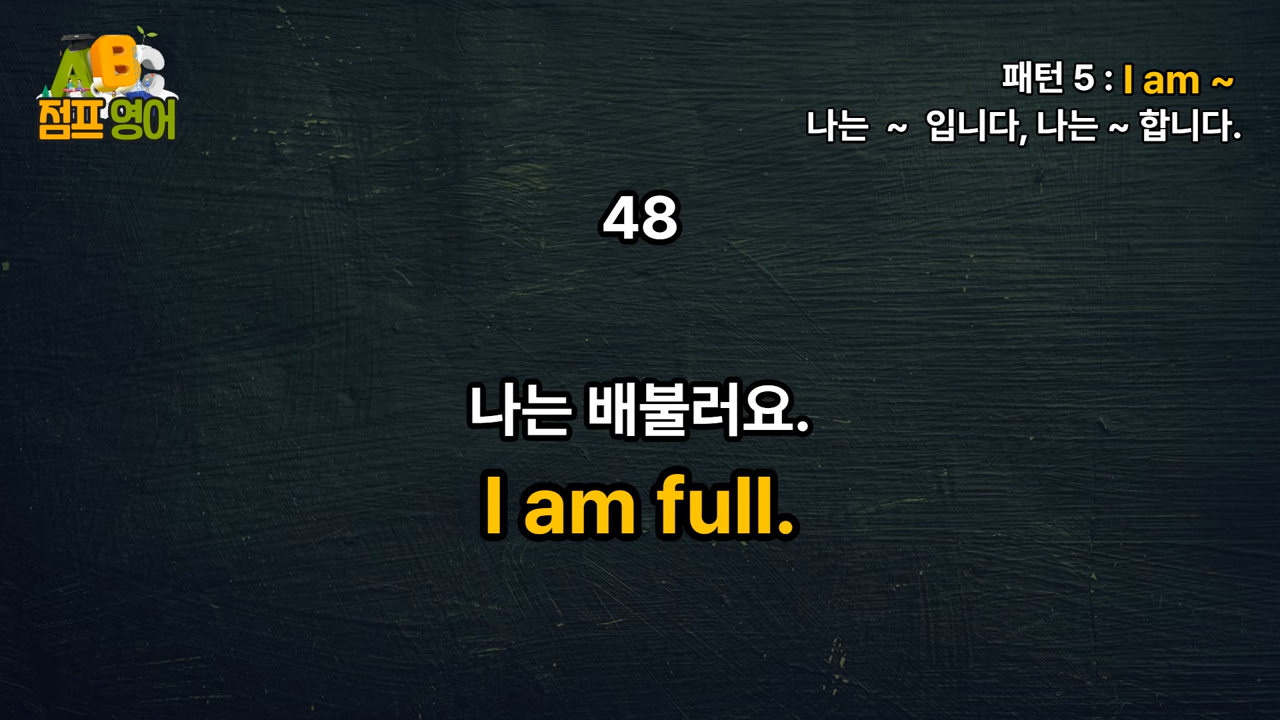 ABC
점프 영어
패턴 5 : I am ~
나는 ~ 입니다, 나는 ~ 합니다.
48
나는 배불러요.
I am full.